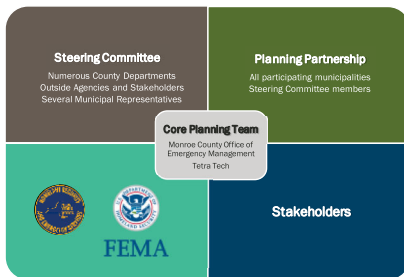 Steering Committee
Numerous County Departments
Outside Agencies and Stakeholders
Several Municipal Representatives
Planning Partnership
All participating municipalities
Steering Committee members
Core Planning Team
Monroe County Office of
Emergency Management
Tetra Tech
FEMA
Stakeholders